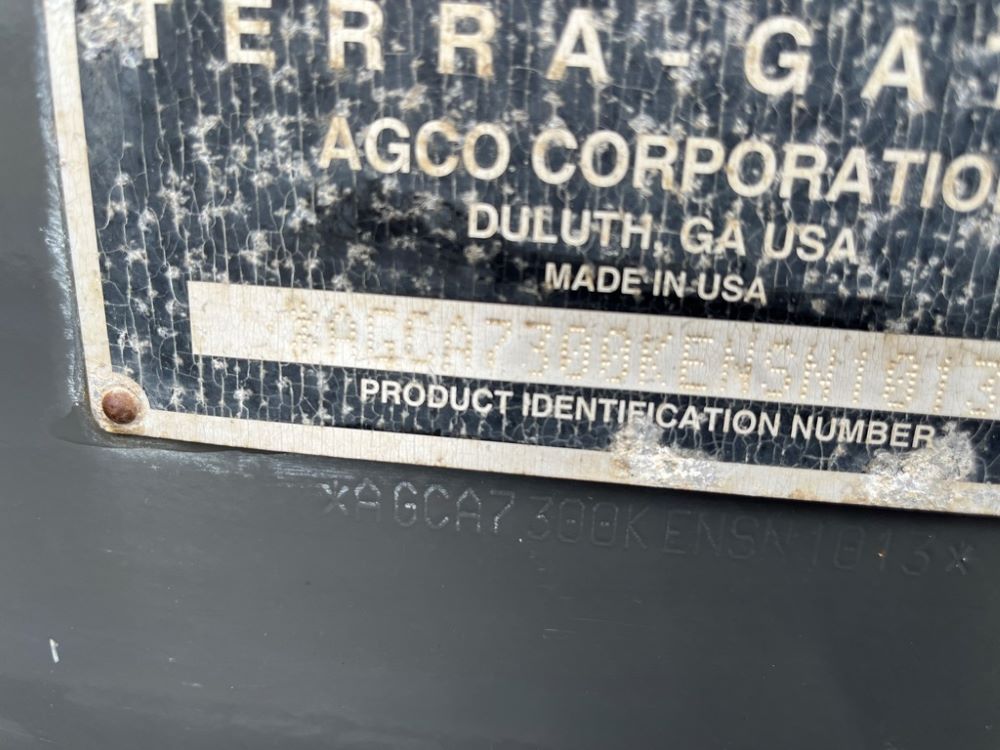 TERRA-GA
AGCO CORPORATIO
DULUTH, GA USA
MADE IN USA
*AGCA7300KENSN1013
PRODUCT IDENTIFICATION NUMBER
*AGCA7300KENSN1013*